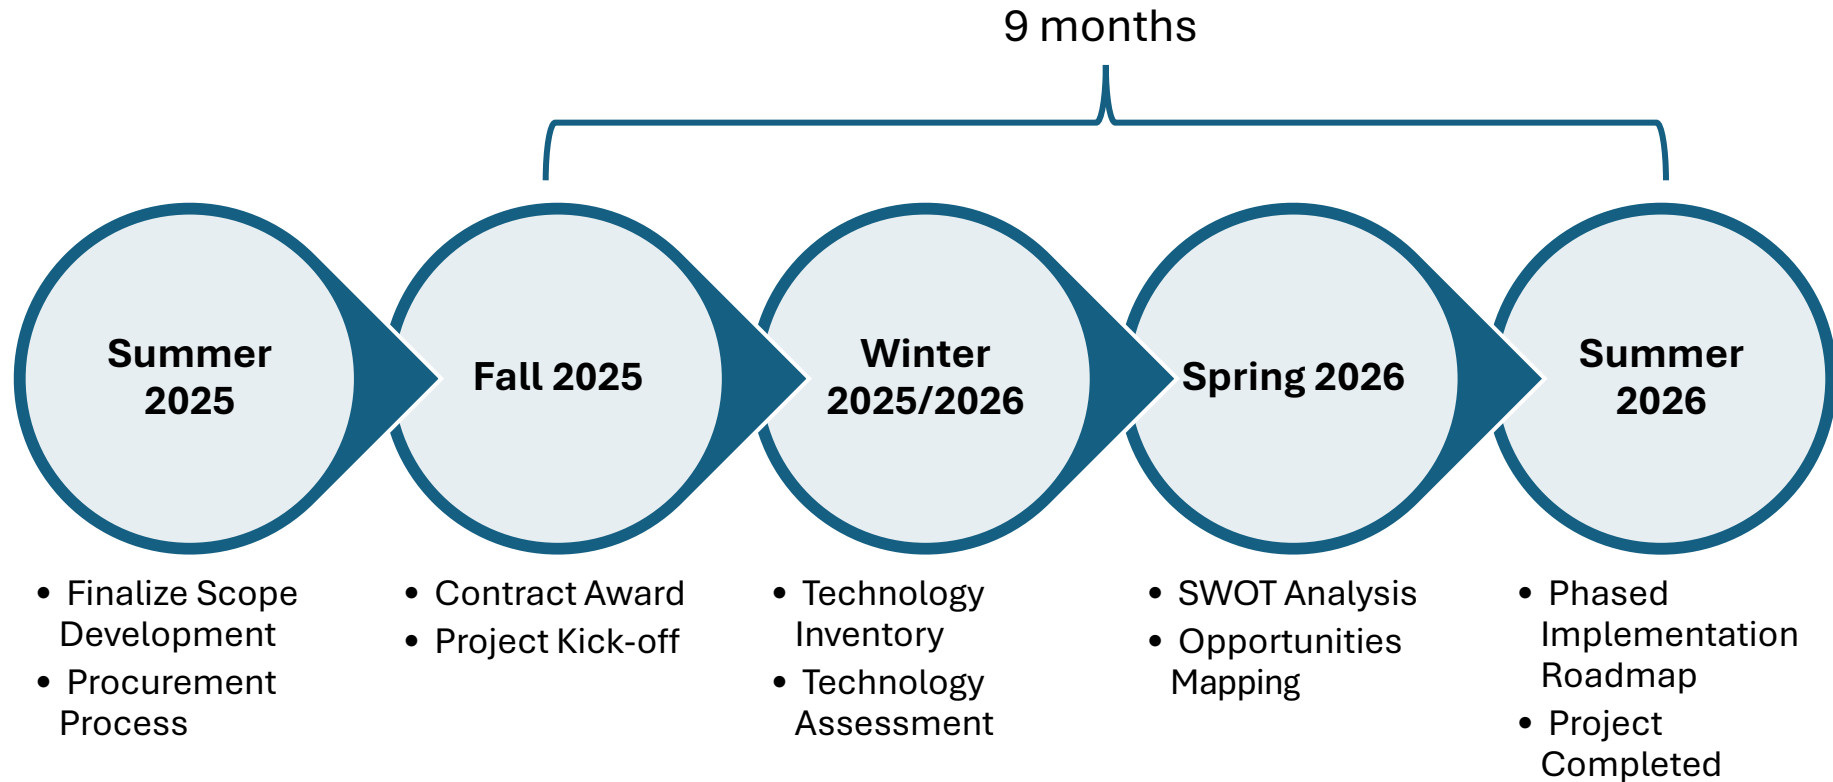 9 months
Summer
2025
Fall 2025
Winter
2025/2026
Spring 2026
Summer
2026
• Finalize Scope
Development
• Procurement
Process
• Contract Award
• Project Kick-off
• Technology
Inventory
• Technology
Assessment
• SWOT Analysis
• Opportunities
Mapping
• Phased
Implementation
Roadmap
• Project
Completed